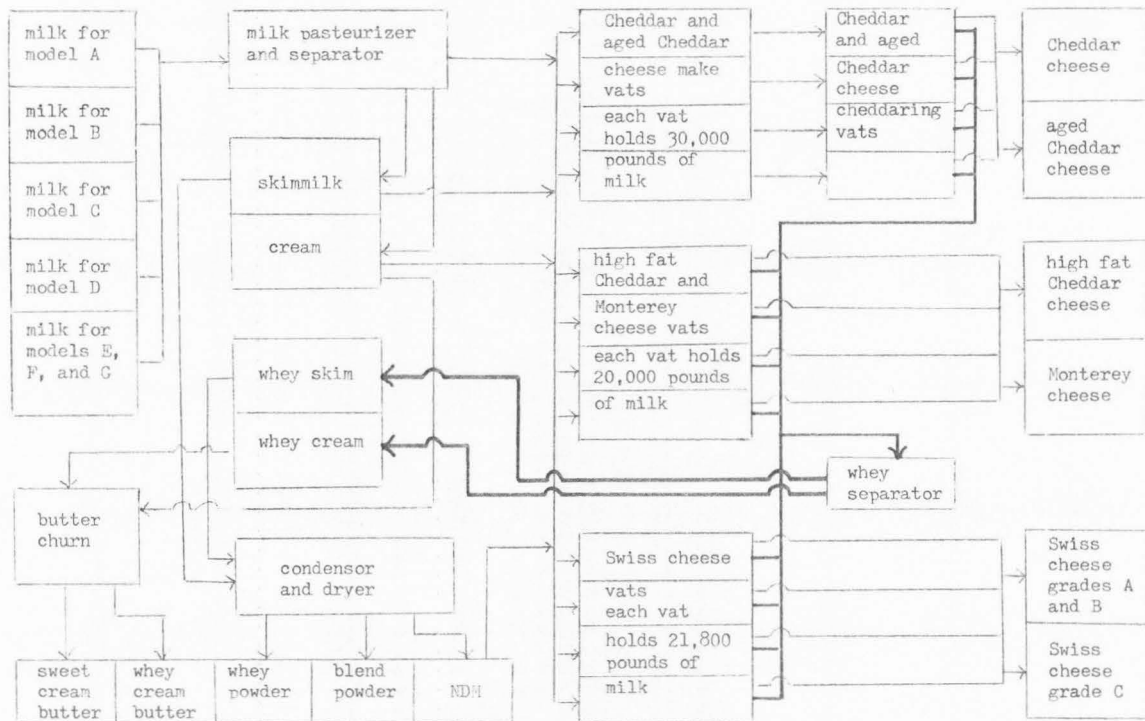 milk for
model A
milk for
model B
milk for
model C
milk for
model D
milk for
models E,
F, and G
milk pasteurizer
and separator
skimmilk
cream
whey skim
whey cream
butter
churn
condensor
and dryer
sweet
cream
butter
whey
cream
butter
whey
powder
blend
powder
NDM
Cheddar and
aged Cheddar
cheese make
vats
each vat
holds 30,000
pounds of
milk
Cheddar
and aged
Cheddar
cheese
cheddaring
vats
Cheddar
cheese
aged
Cheddar
cheese
high fat
Cheddar and
Monterey
cheese vats
each vat holds
20,000 pounds
of milk
high fat
Cheddar
cheese
Monterey
cheese
whey
separator
Swiss cheese
vats
each vat
holds 21,800
pounds of
milk
Swiss
cheese
grades A
and B
Swiss
cheese
grade C